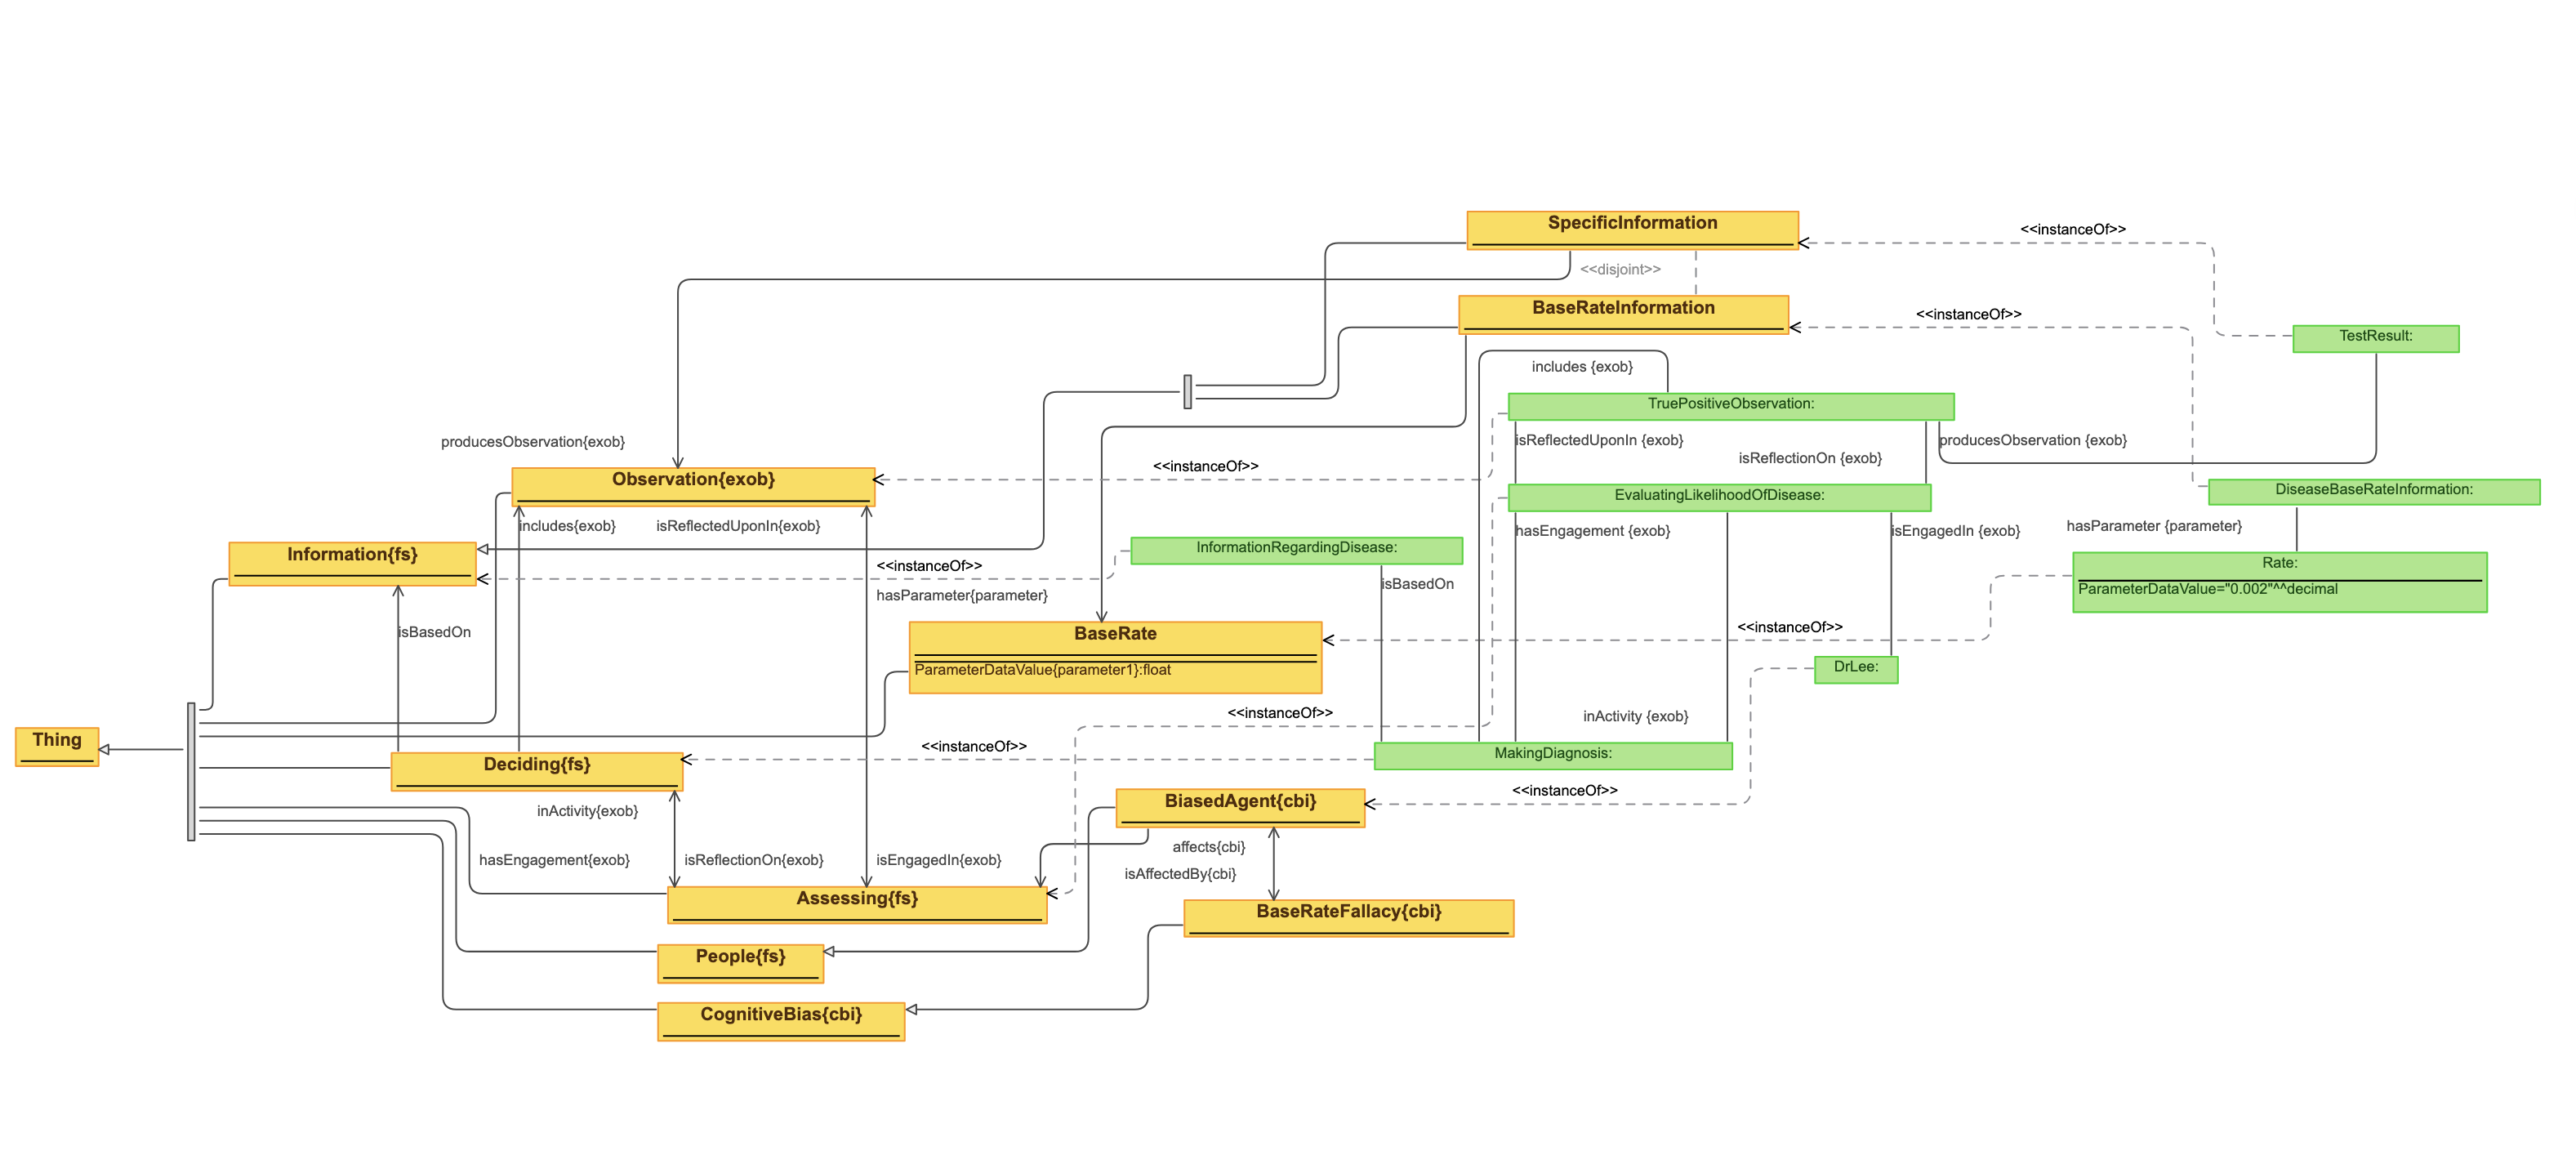 SpecificInformation
<<instanceOf>>
<<disjoint>>
BaseRateInformation
<<instanceOf>>
TestResult:
includes {exob}
TruePositiveObservation:
producesObservation{exob}
isReflectedUponIn {exob}
producesObservation {exob}
isReflectionOn {exob}
<<instanceOf>>
Observation{exob}
EvaluatingLikelihoodOfDisease:
DiseaseBaseRateInformation:
includes{exob}
isReflectedUponIn{exob}
hasEngagement {exob}
isEngagedIn {exob}
hasParameter {parameter}
Information{fs}
InformationRegardingDisease:
<<instanceOf>>
Rate:
isBasedOn
ParameterDataValue="0.002"^^decimal
hasParameter{parameter}
isBasedOn
BaseRate
<<instanceOf>>
ParameterDataValue{parameter1}:float
DrLee:
<<instanceOf>>
inActivity {exob}
Thing
<<instanceOf>>
MakingDiagnosis:
Deciding{fs}
<<instanceOf>>
BiasedAgent{cbi}
inActivity{exob}
affects{cbi}
hasEngagement{exob}
isReflectionOn{exob}
isEngagedIn{exob}
isAffectedBy{cbi}
Assessing{fs}
BaseRateFallacy{cbi}
People{fs}
CognitiveBias{cbi}